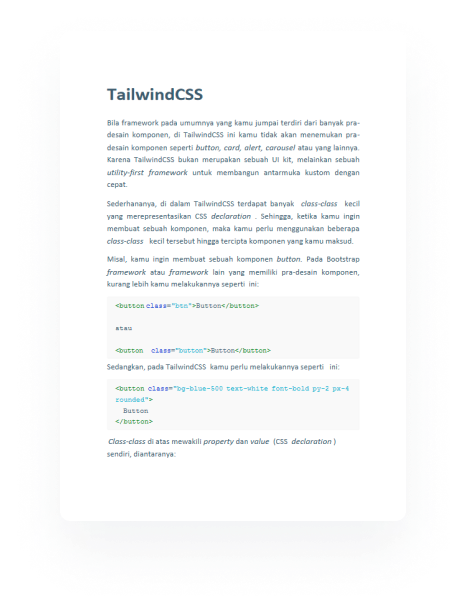 TailwindCSS
Bila framework pada umumnya yang kamu jumpai terdiri dari banyak pra-
desain komponen, di TailwindCSS ini kamu tidak akan menemukan pra-
desain komponen seperti button, card, alert, carousel atau yang lainnya.
Karena TailwindCSS bukan merupakan sebuah UI kit, melainkan sebuah
utility-first framework untuk membangun antarmuka kustom dengan
cepat.
Sederhananya, di dalam TailwindCSS terdapat banyak class-class kecil
yang merepresentasikan CSS declaration . Sehingga, ketika kamu ingin
membuat sebuah komponen, maka kamu perlu menggunakan beberapa
class-class kecil tersebut hingga tercipta komponen yang kamu maksud.
Misal, kamu ingin membuat sebuah komponen button. Pada Bootstrap
framework atau framework lain yang memiliki pra-desain komponen,
kurang lebih kamu melakukannya seperti ini:
<button class="btn">Button</button>
atau
<button class="button">Button</button>
Sedangkan, pada TailwindCSS kamu perlu melakukannya seperti ini:
<button class="bg-blue-500 text-white font-bold py-2 px-4
rounded">
Button
</button>
Class-class di atas mewakili property dan value (CSS declaration )
sendiri, diantaranya: